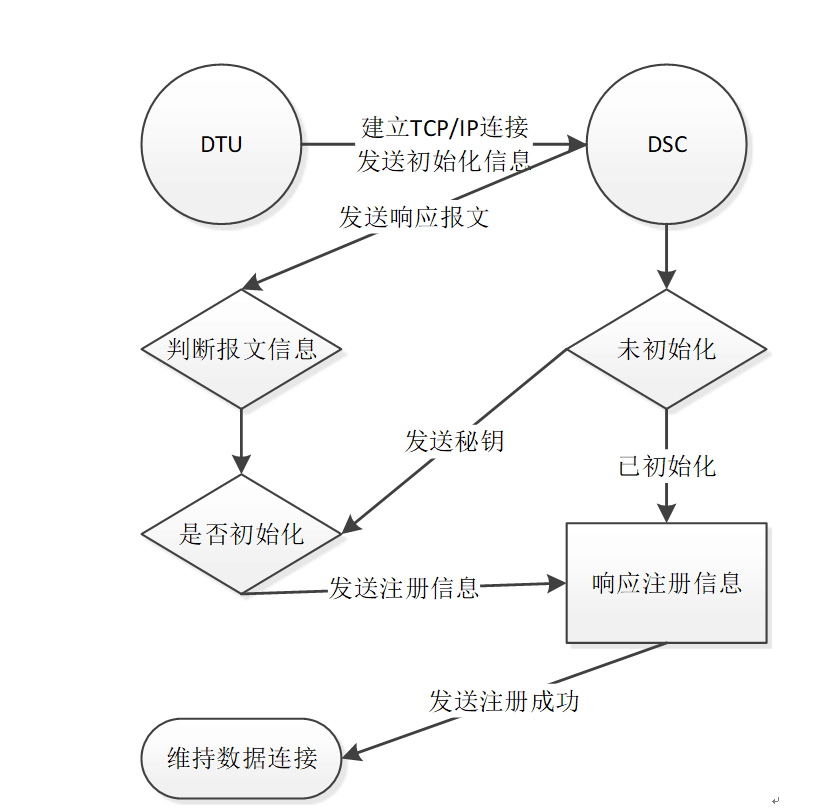 DTU
建立TCP/IP连接
发送初始化信息
DSC
发送响应报文
判断报文信息
未初始化
发送秘钥
已初始化
是否初始化
发送注册信息
响应注册信息
发送注册成功
维持数据连接